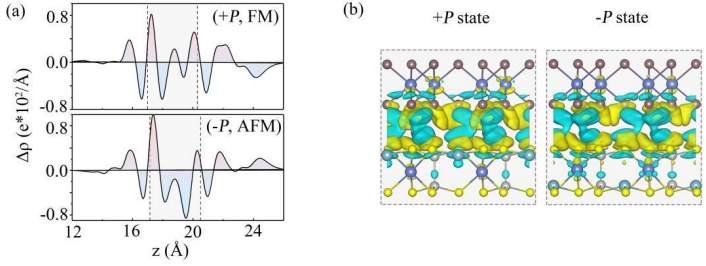 (a)
(+P, FM)
0.8
0.0
-0.8
(-P, AFM)
0.8
0.0
-0.8
Δρ (e*10²/Å)
12 16 20 24
z (Å)
(b)
+P state -P state